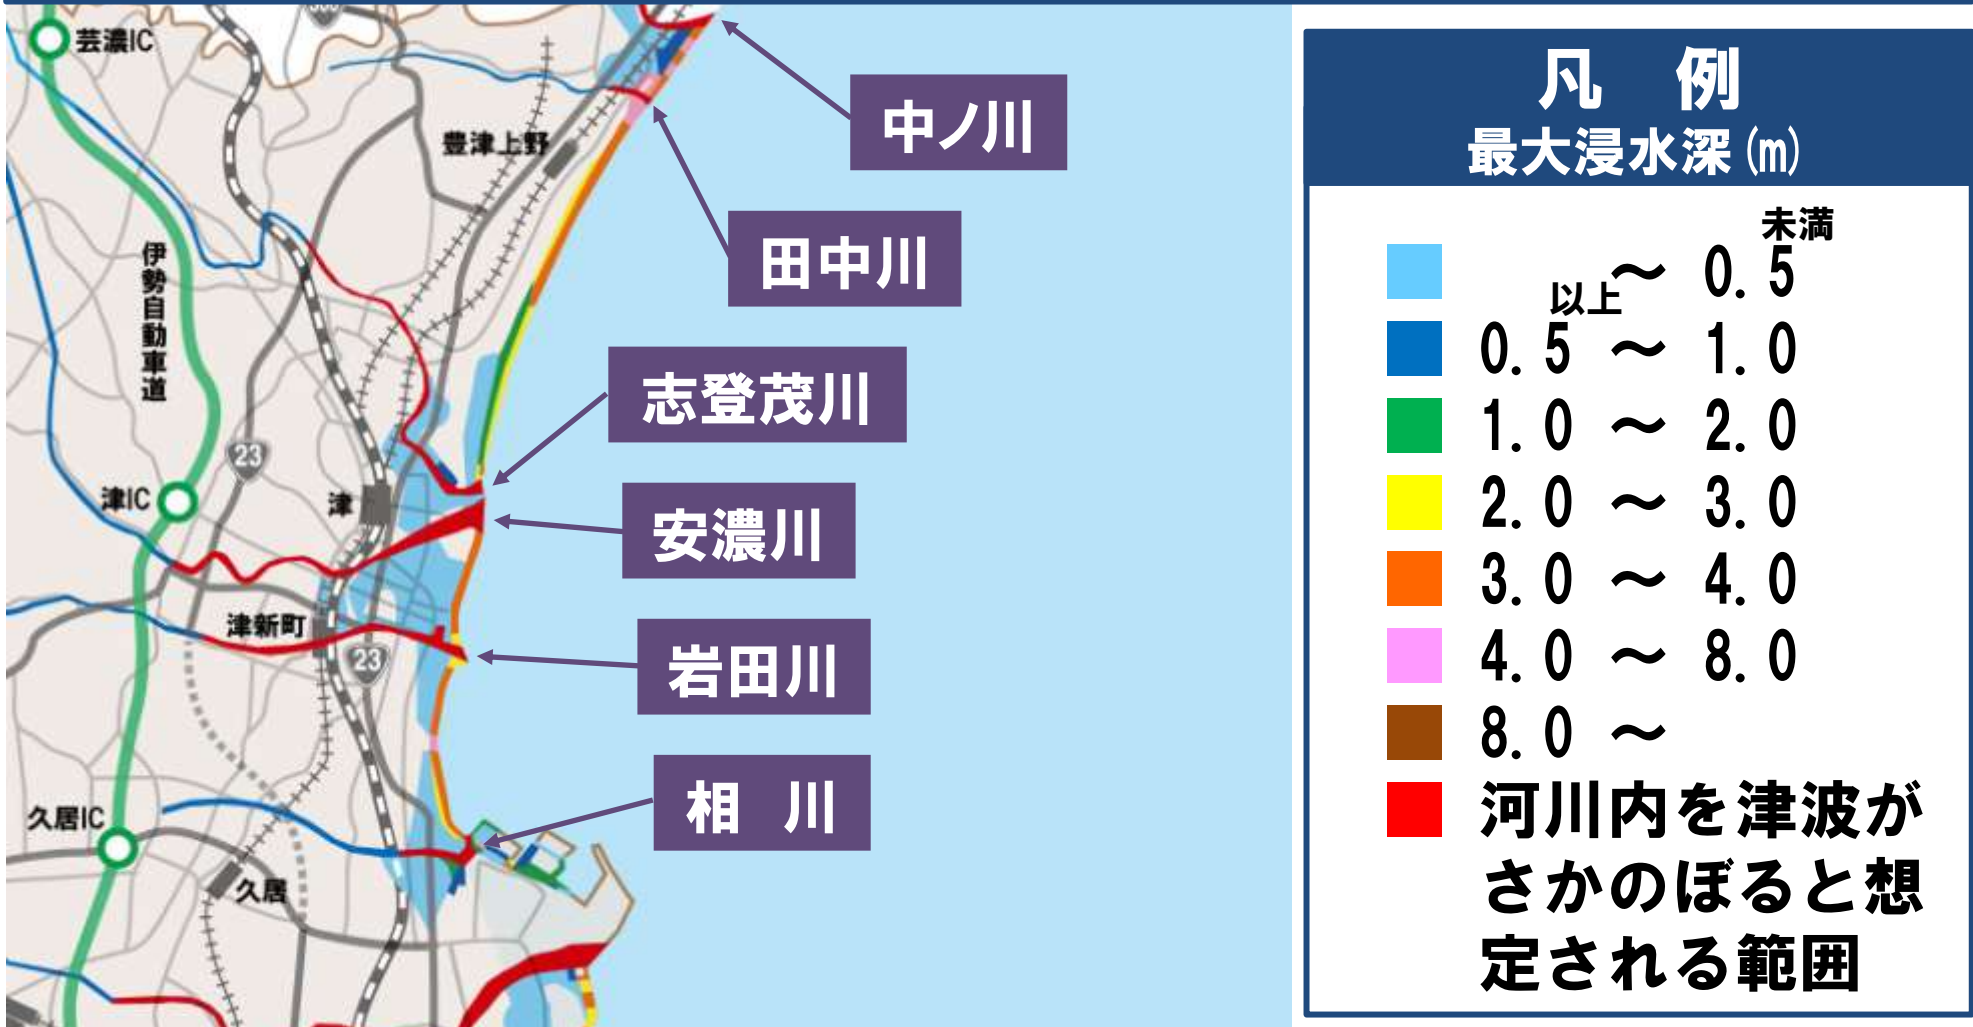 芸濃IC
豊津上野
伊勢自動車道
23
津IC
津
津新町
23
久居IC
久居
中ノ川
田中川
志登茂川
安濃川
岩田川
相 川
凡 例
最大浸水深(m)
未満
～ 0.5
以上
0.5 ～ 1.0
1.0 ～ 2.0
2.0 ～ 3.0
3.0 ～ 4.0
4.0 ～ 8.0
8.0 ～
河川内を津波が
さかのぼると想
定される範囲